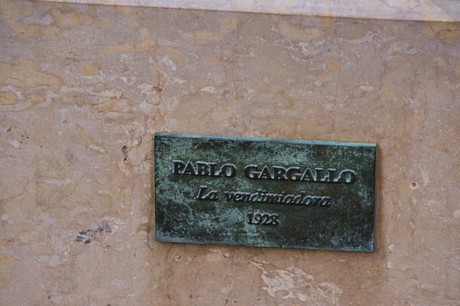 PABLO GARGALLO
La vendimiadora
1928